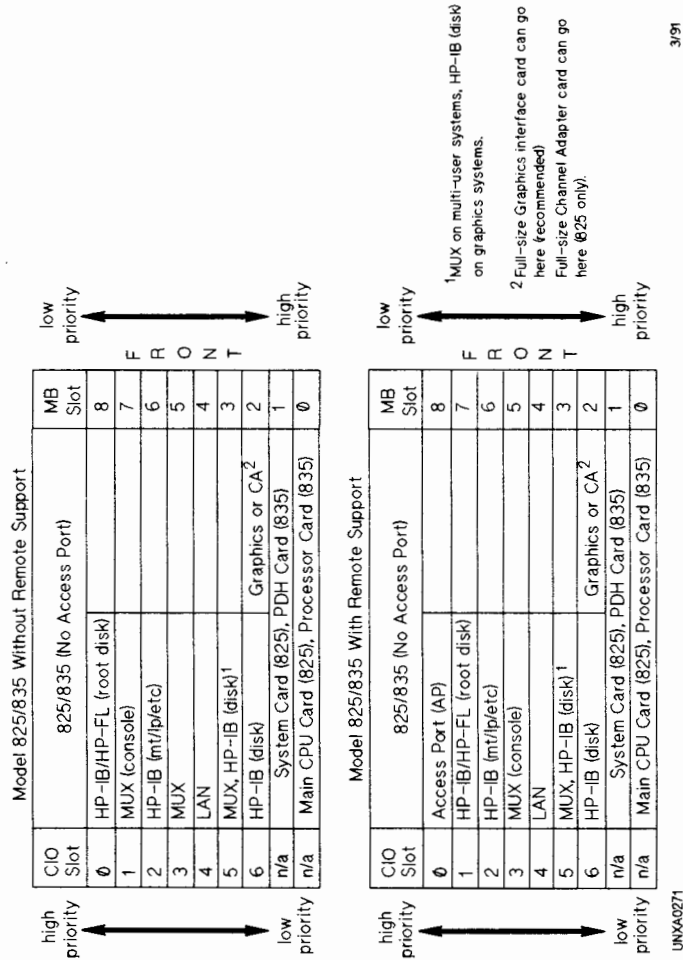 Model 825/835 Without Remote Support
CIO Slot | 825/835 (No Access Port) | MB Slot
0 | HP-IB/HP-FL (root disk) | 8
1 | MUX (console) | 7
2 | HP-IB (mt/lp/etc) | 6
3 | MUX | 5
4 | LAN | 4
5 | MUX, HP-IB (disk)1 | 3
6 | HP-IB (disk) | Graphics or CA2 | 2
n/a | System Card (825), PDH Card (835) | 1
n/a | Main CPU Card (825), Processor Card (835) | 0
high priority
low priority
low priority
F R O N T
high priority
Model 825/835 With Remote Support
CIO Slot | 825/835 (No Access Port) | MB Slot
0 | Access Port (AP) | 8
1 | HP-IB/HP-FL (root disk) | 7
2 | HP-IB (mt/lp/etc) | 6
3 | MUX (console) | 5
4 | LAN | 4
5 | MUX, HP-IB (disk)1 | 3
6 | HP-IB (disk) | Graphics or CA2 | 2
n/a | System Card (825), PDH Card (835) | 1
n/a | Main CPU Card (825), Processor Card (835) | 0
high priority
low priority
low priority
F R O N T
high priority
1MUX on multi-user systems, HP-IB (disk)
on graphics systems.
2 Full-size Graphics interface card can go
here (recommended)
Full-size Channel Adapter card can go
here (825 only).
UNXA0271
3/91